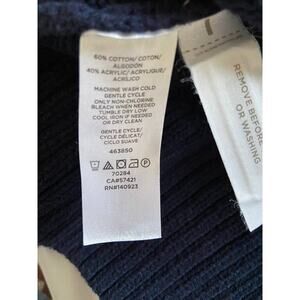 60% COTTON/ COTON/
ALGODÓN
40% ACRYLIC/ ACRYLIQUE/
ACRÍLICO
MACHINE WASH COLD
GENTLE CYCLE
ONLY NON-CHLORINE
BLEACH WHEN NEEDED
TUMBLE DRY LOW
COOL IRON IF NEEDED
OR DRY CLEAN
GENTLE CYCLE/
CYCLE DÉLICAT/
CICLO SUAVE
463850
70284
CA#57421
RN#140923
REMOVE BEFORE
OR WASHING